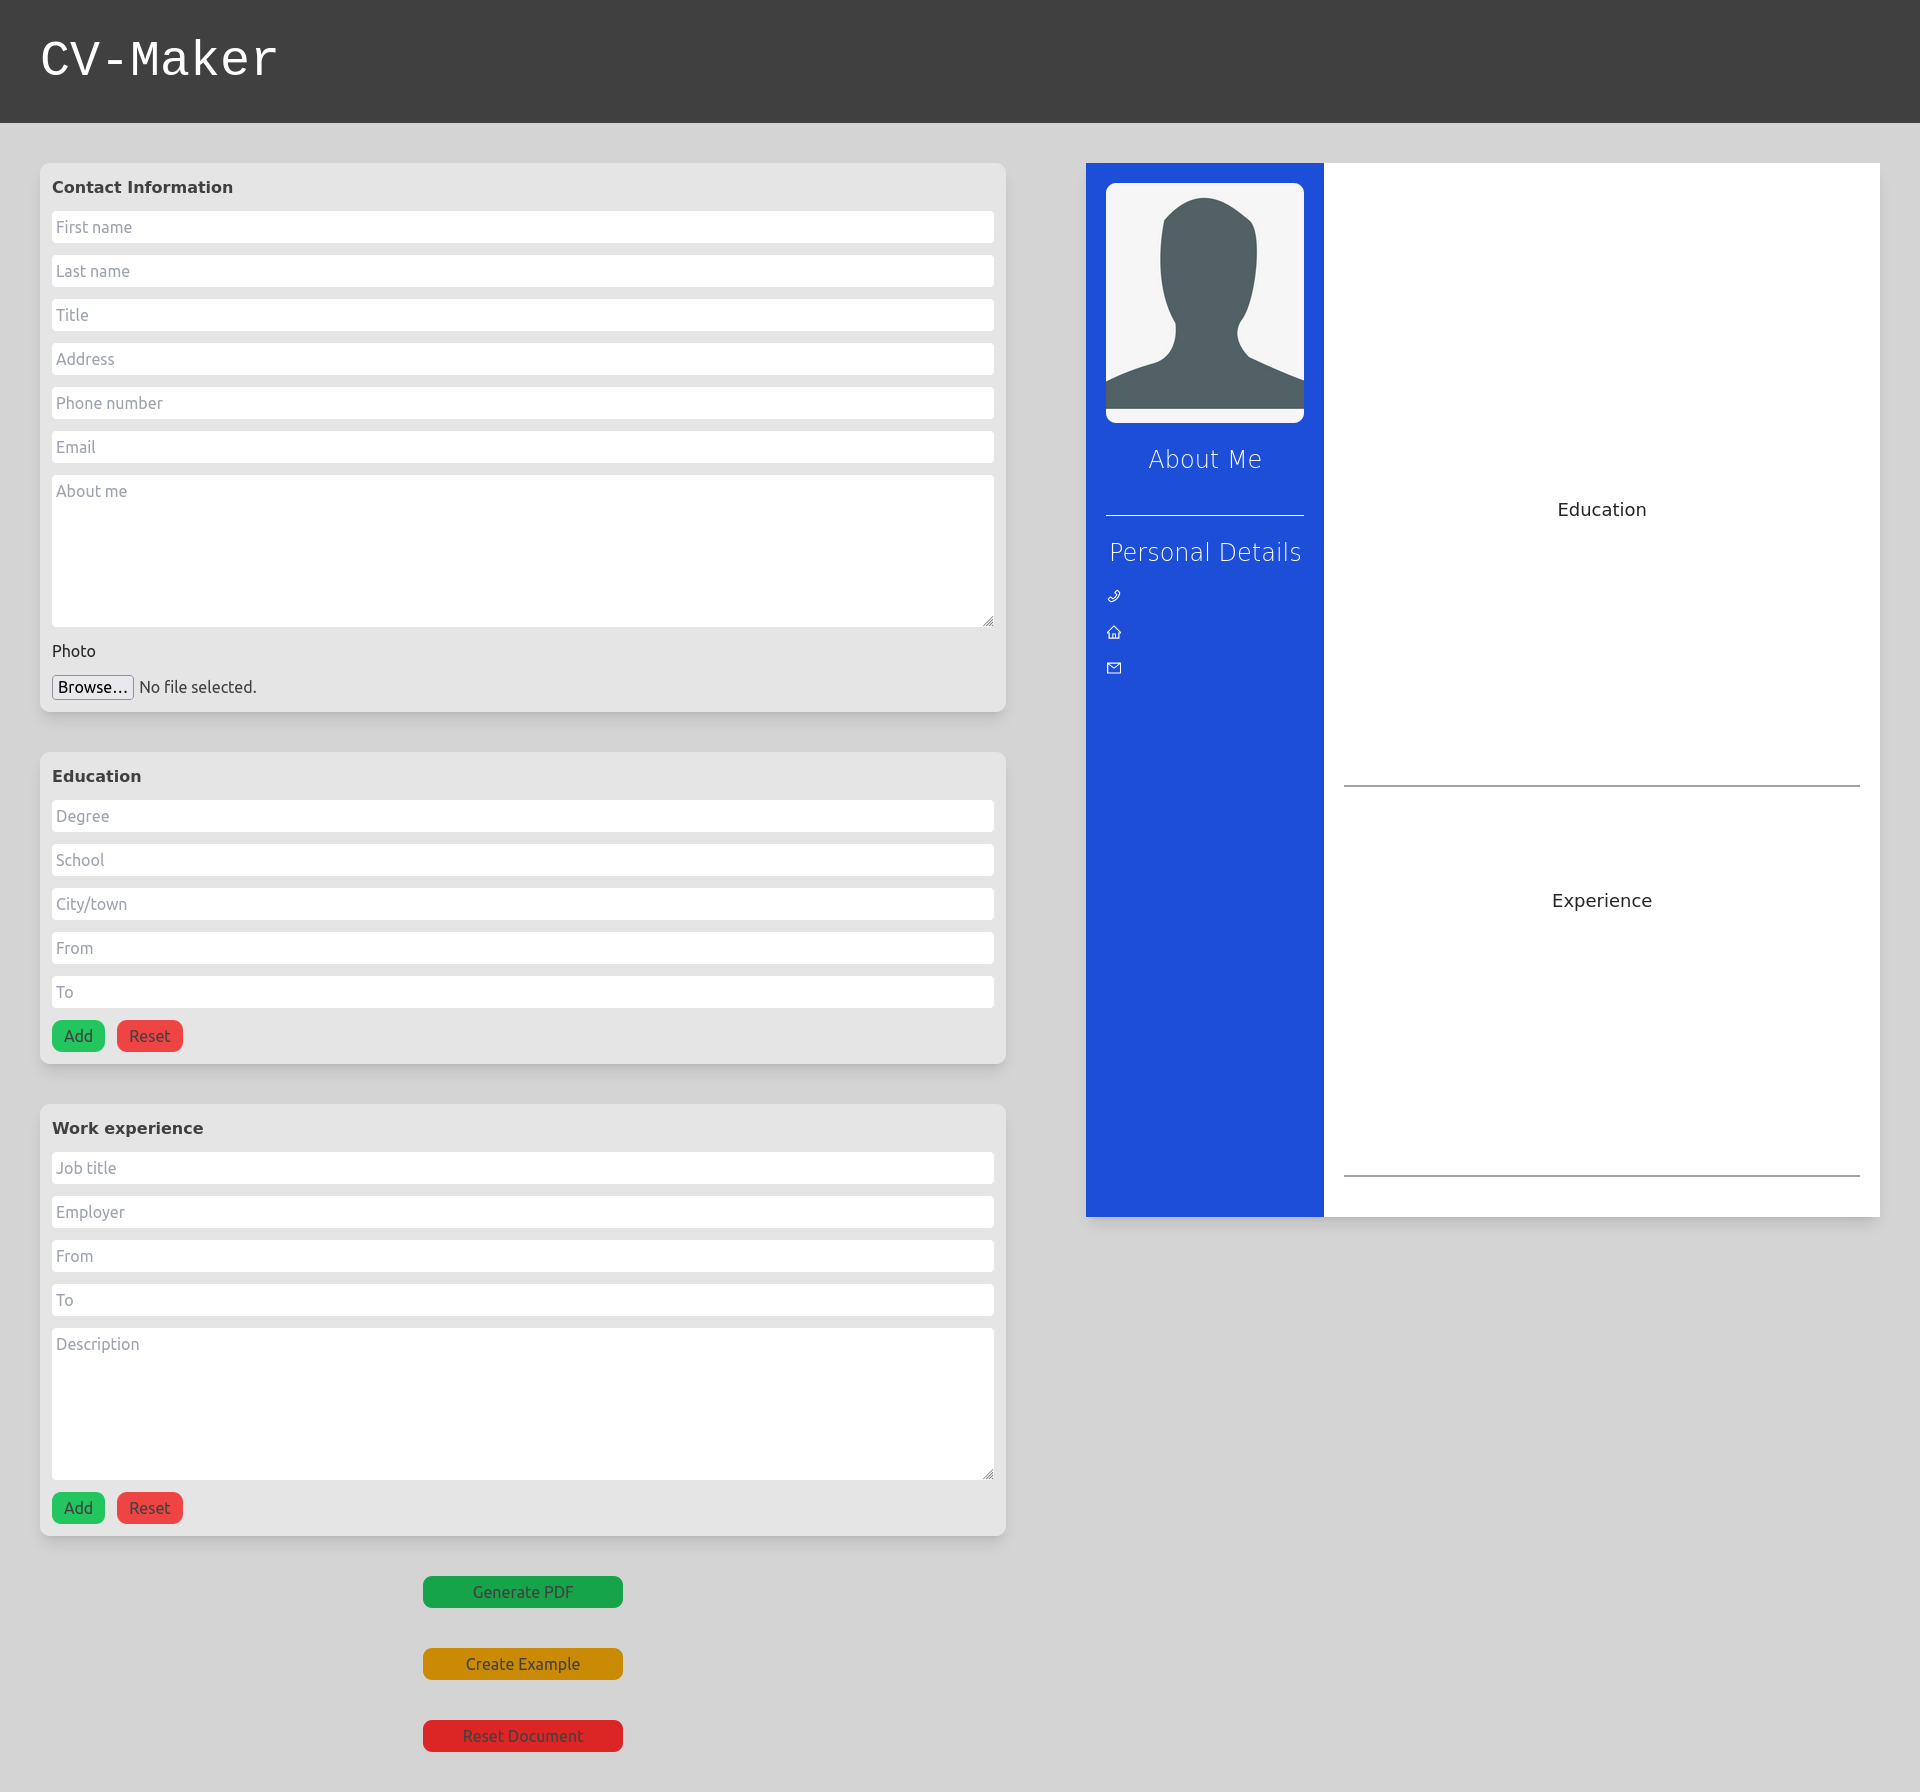 CV-Maker
Contact Information
First name
Last name
Title
Address
Phone number
Email
About me
Photo
Browse... No file selected.
Education
Degree
School
City/town
From
To
Add Reset
Work experience
Job title
Employer
From
To
Description
Add Reset
Generate PDF
Create Example
Reset Document
About Me
Personal Details
Education
Experience